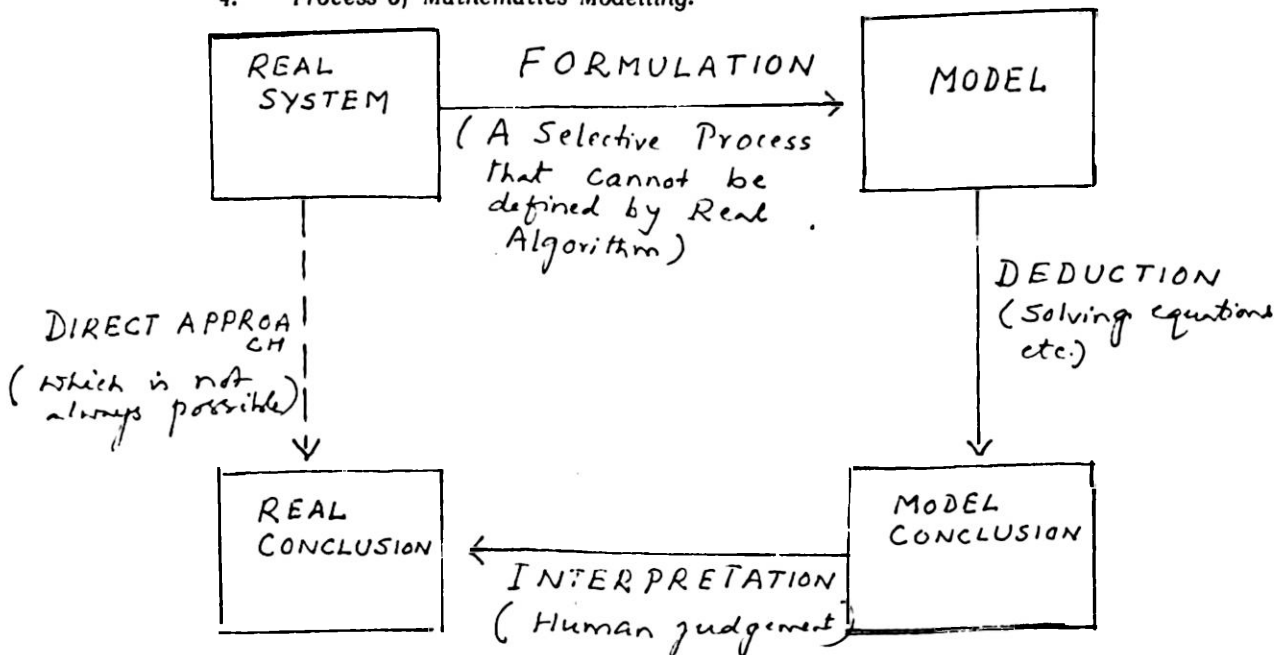 4. Process of Mathematics Modelling.
REAL
SYSTEM
FORMULATION
(A Selective Process
that cannot be
defined by Real
Algorithm)
MODEL
DIRECT APPROA
CH
(which is not
always possible)
DEDUCTION
(Solving equations
etc.)
REAL
CONCLUSION
INTERPRETATION
(Human judgement)
MODEL
CONCLUSION